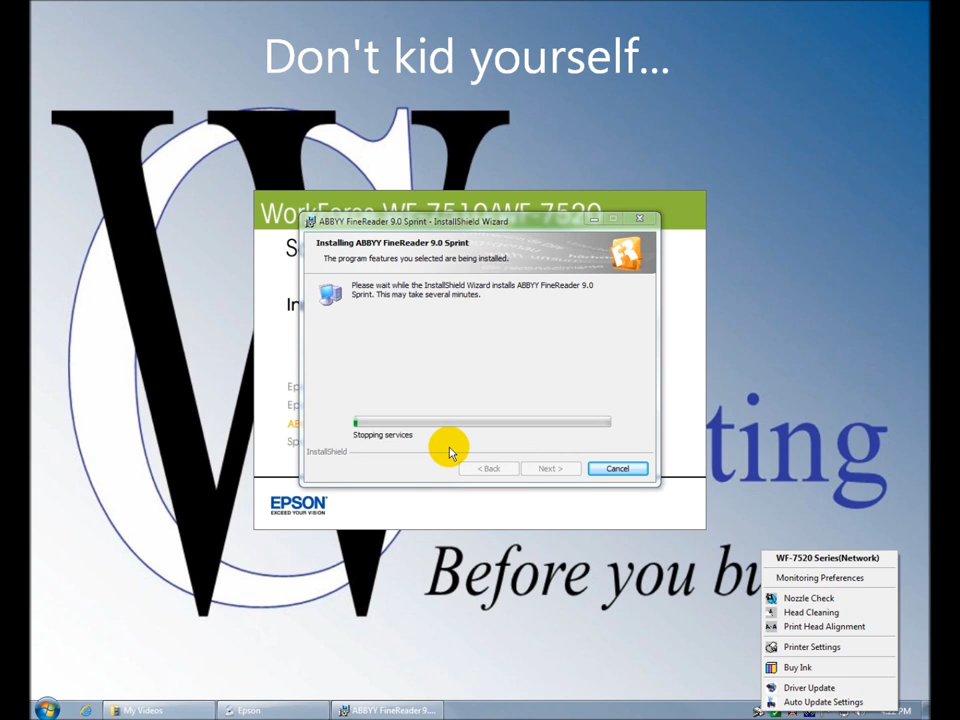 Don't kid yourself...
WorkForce WF-7510/WF-7520
ABBYY FineReader 9.0 Sprint - InstallShield Wizard
Installing ABBYY FineReader 9.0 Sprint
The program features you selected are being installed.
Please wait while the InstallShield Wizard installs ABBYY FineReader 9.0
Sprint. This may take several minutes.
Stopping services
InstallShield
< Back
Next >
Cancel
EPSON
EXCEED YOUR VISION
ting
Before you bu
WF-7520 Series(Network)
Monitoring Preferences
Nozzle Check
Head Cleaning
Print Head Alignment
Printer Settings
Buy Ink
Driver Update
Auto Update Settings
My Videos
Epson
ABBYY FineReader 9....
PM